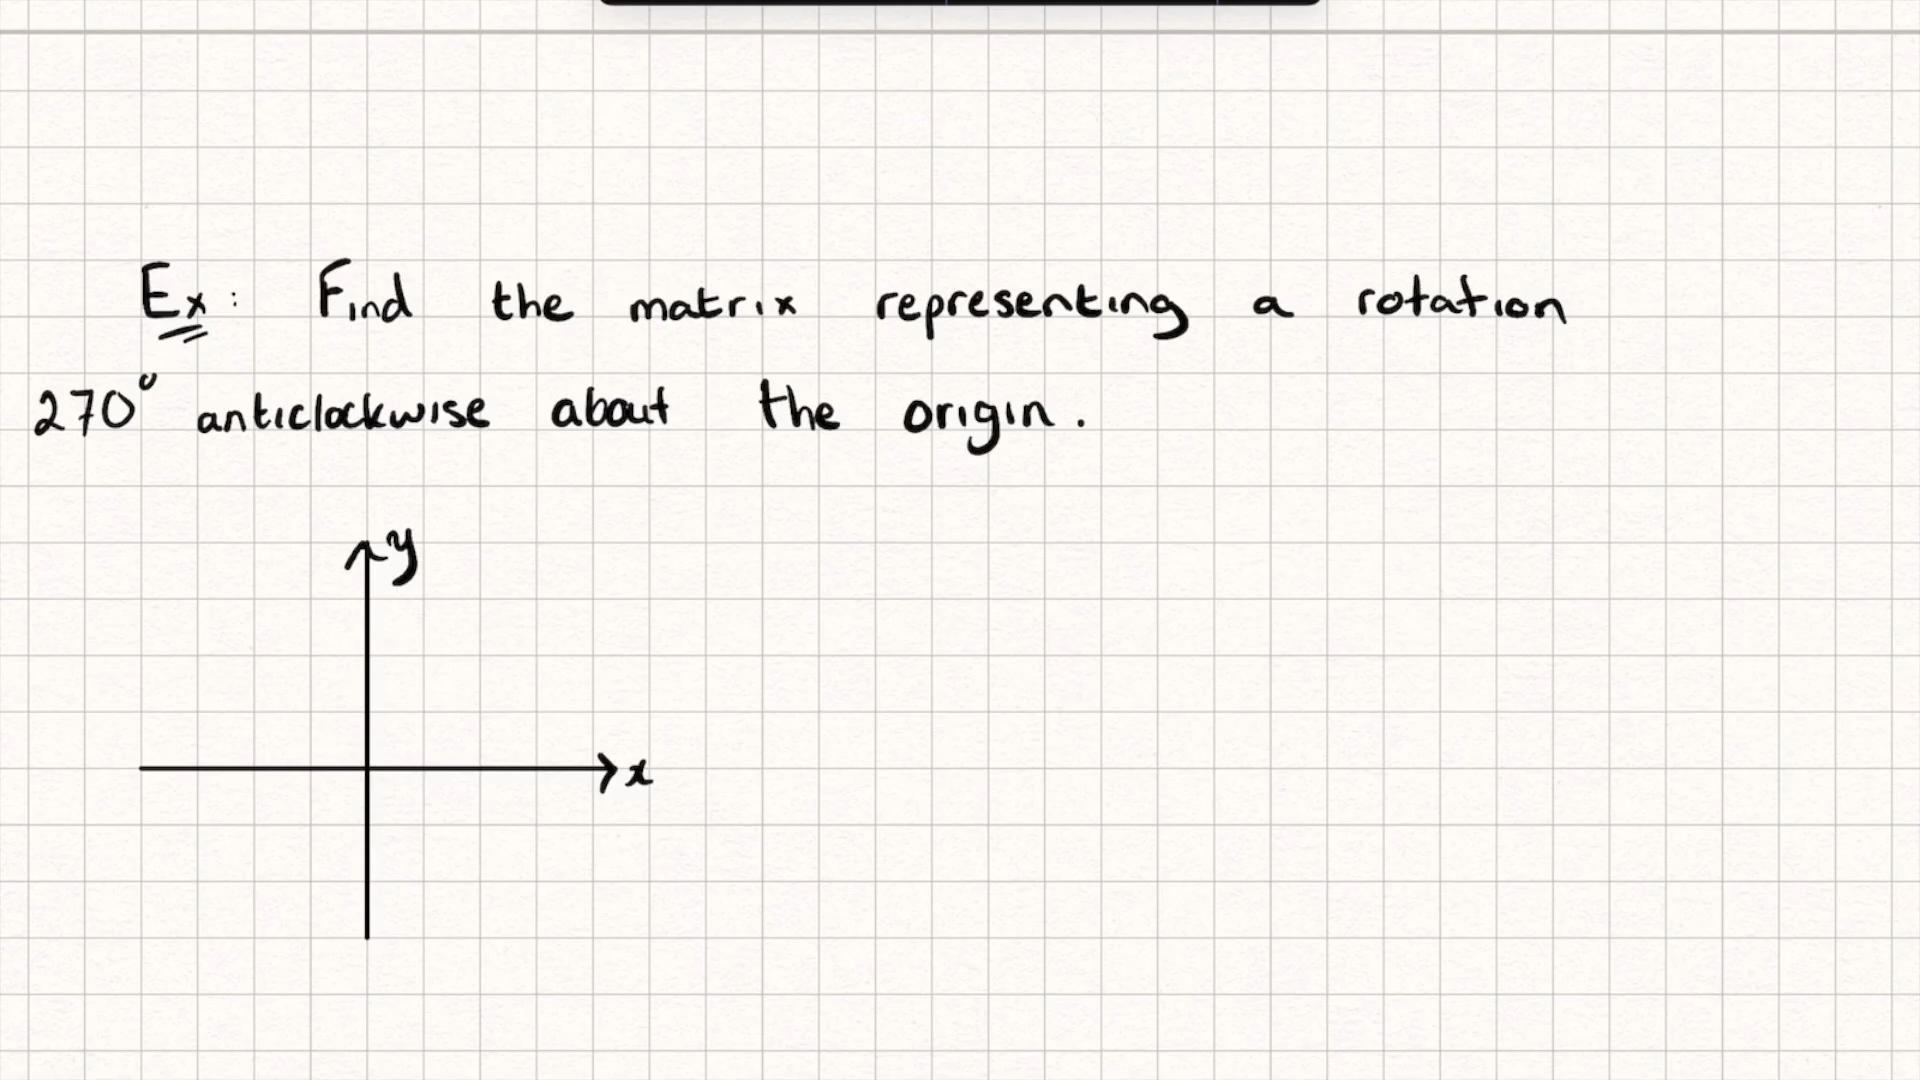 Ex: Find the matrix representing a rotation
270° anticlockwise about the origin.
y
x